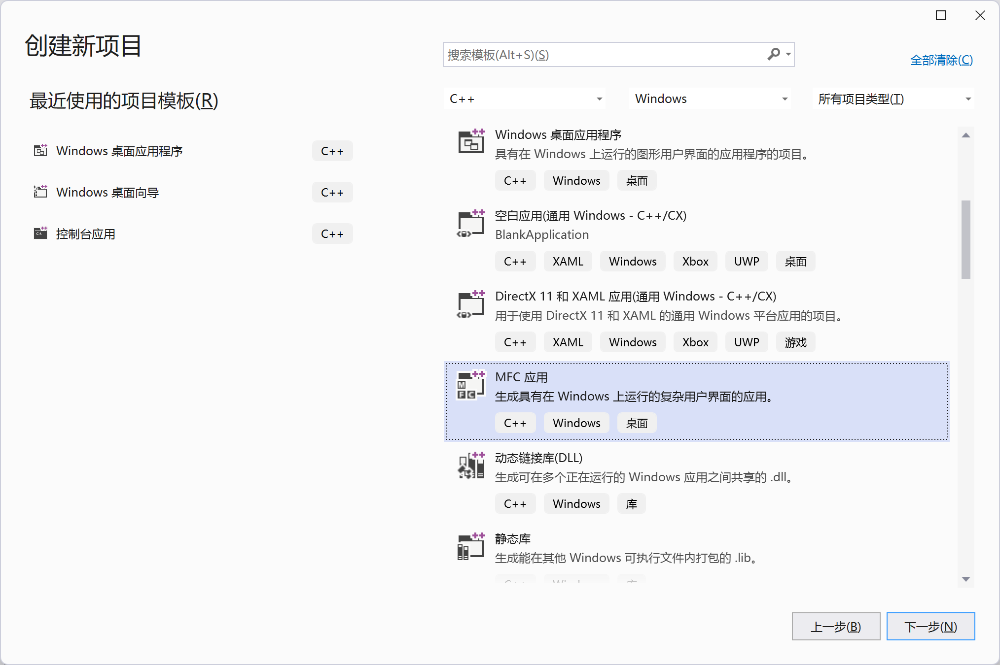 创建新项目
搜索模板(Alt+S)(S)
全部清除(C)
最近使用的项目模板(R)
Windows 桌面应用程序 C++
Windows 桌面向导 C++
控制台应用 C++
C++ Windows 所有项目类型(T)
Windows 桌面应用程序
具有在 Windows 上运行的图形用户界面的应用程序的项目。
C++ Windows 桌面
空白应用(通用 Windows - C++/CX)
BlankApplication
C++ XAML Windows Xbox UWP 桌面
DirectX 11 和 XAML 应用(通用 Windows - C++/CX)
用于使用 DirectX 11 和 XAML 的通用 Windows 平台应用的项目。
C++ XAML Windows Xbox UWP 游戏
MFC 应用
生成具有在 Windows 上运行的复杂用户界面的应用。
C++ Windows 桌面
动态链接库(DLL)
生成可在多个正在运行的 Windows 应用之间共享的 .dll。
C++ Windows 库
静态库
生成能在其他 Windows 可执行文件内打包的 .lib。
C++ Windows 库
上一步(B) 下一步(N)